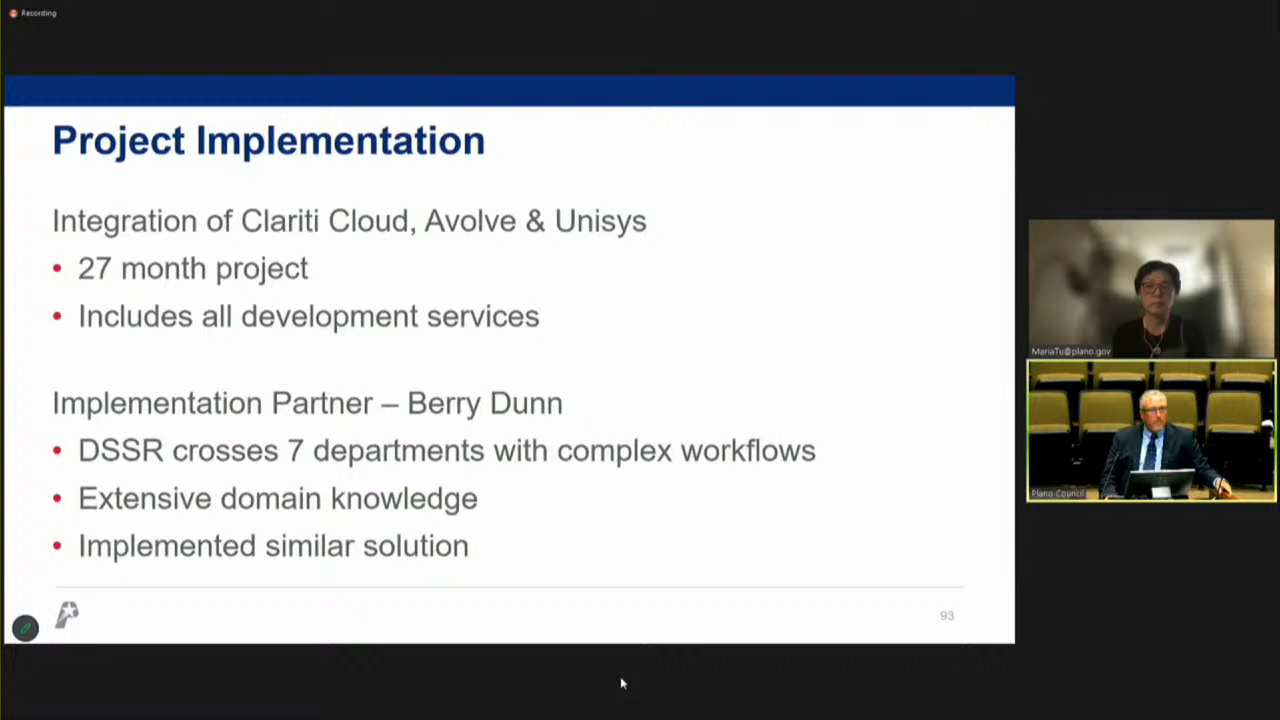 Recording
Project Implementation
Integration of Clariti Cloud, Avolve & Unisys
• 27 month project
• Includes all development services
Implementation Partner – Berry Dunn
• DSSR crosses 7 departments with complex workflows
• Extensive domain knowledge
• Implemented similar solution
93
MariaTu@plano.gov
Plano Council